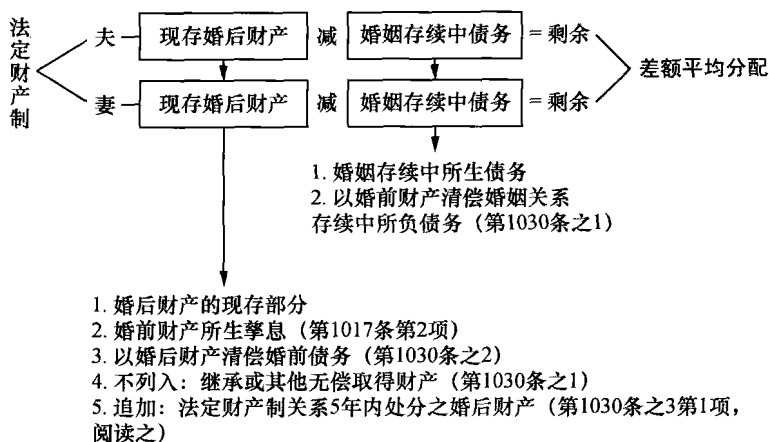 法定财产制
夫 现存婚后财产 减 婚姻存续中债务 = 剩余
差额平均分配
妻 现存婚后财产 减 婚姻存续中债务 = 剩余
1. 婚姻存续中所生债务
2. 以婚前财产清偿婚姻关系
存续中所负债务（第1030条之1）
1. 婚后财产的现存部分
2. 婚前财产所生孳息（第1017条第2项）
3. 以婚后财产清偿婚前债务（第1030条之2）
4. 不列入：继承或其他无偿取得财产（第1030条之1）
5. 追加：法定财产制关系5年内处分之婚后财产（第1030条之3第1项，
阅读之）